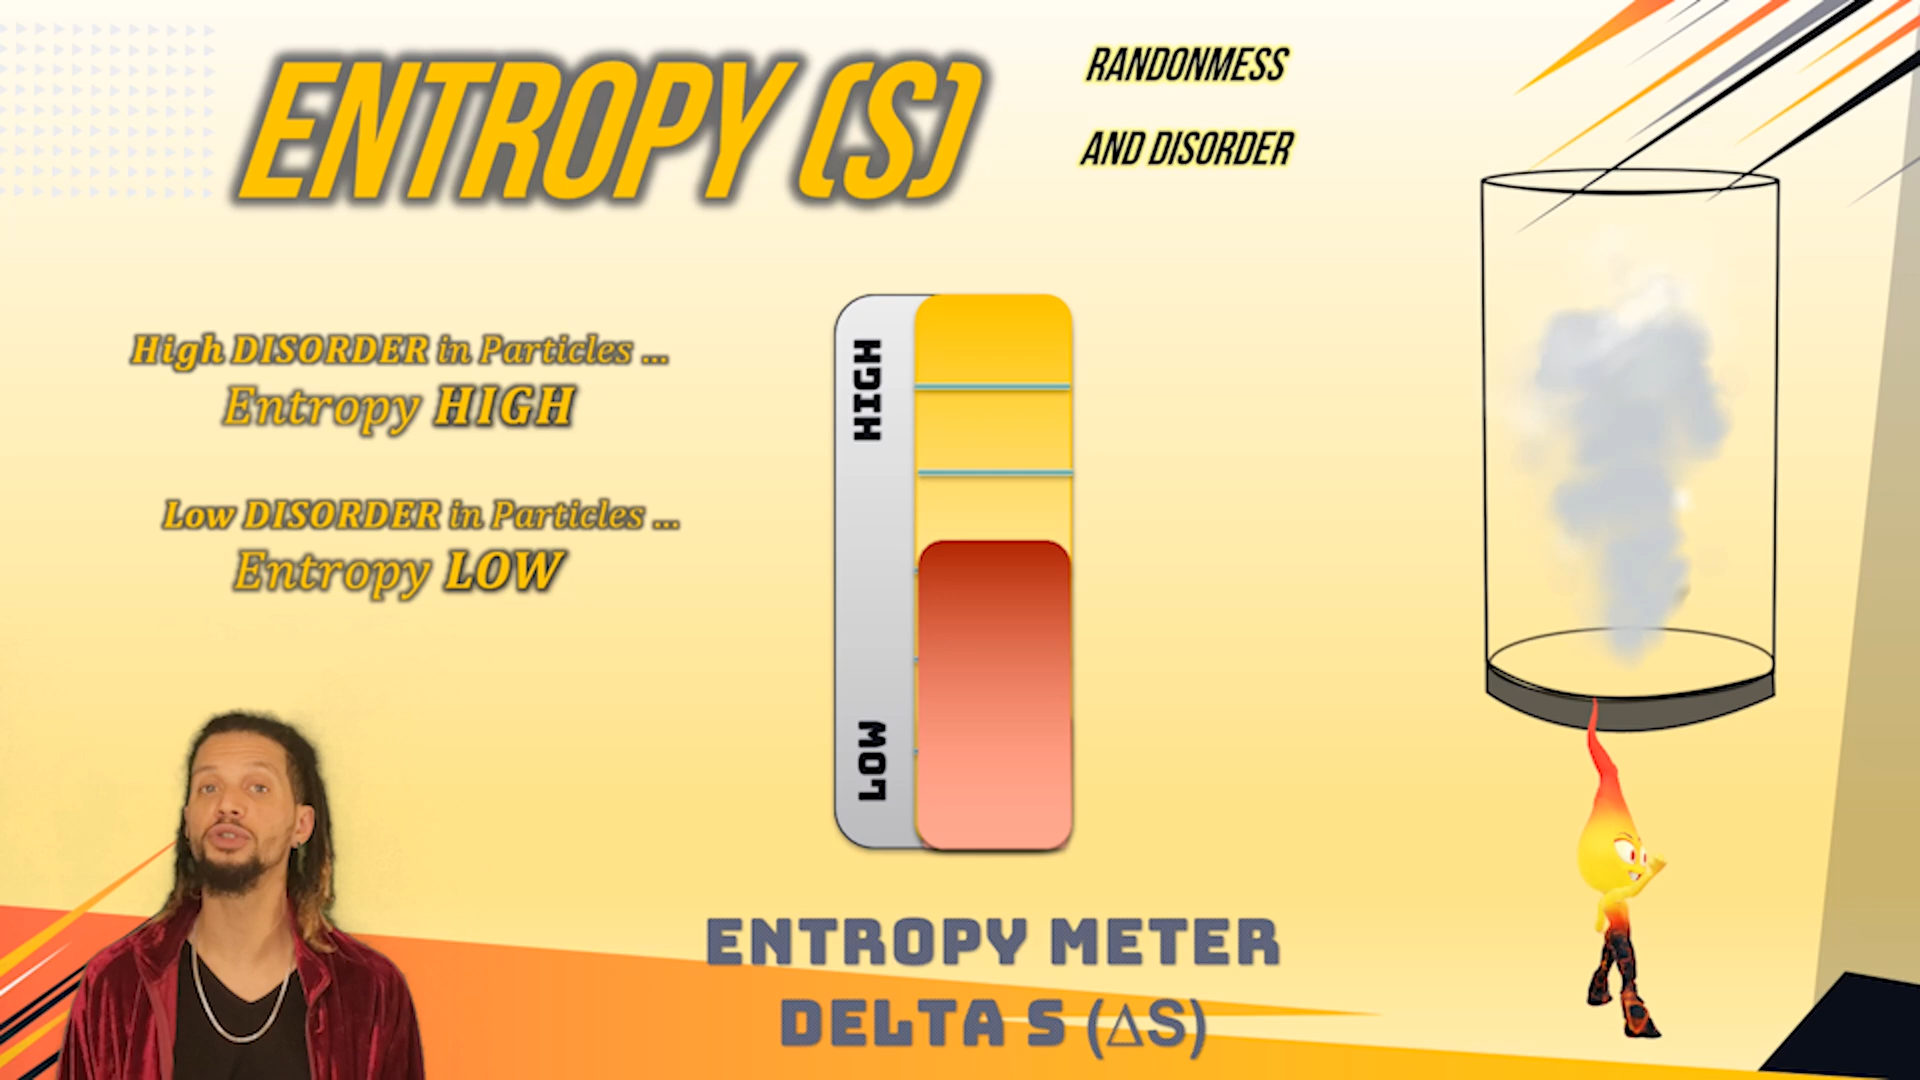 ENTROPY (S)
RANDONMESS
AND DISORDER
High DISORDER in Particles ...
Entropy HIGH
Low DISORDER in Particles ...
Entropy LOW
HIGH
LOW
ENTROPY METER
DELTA S (ΔS)